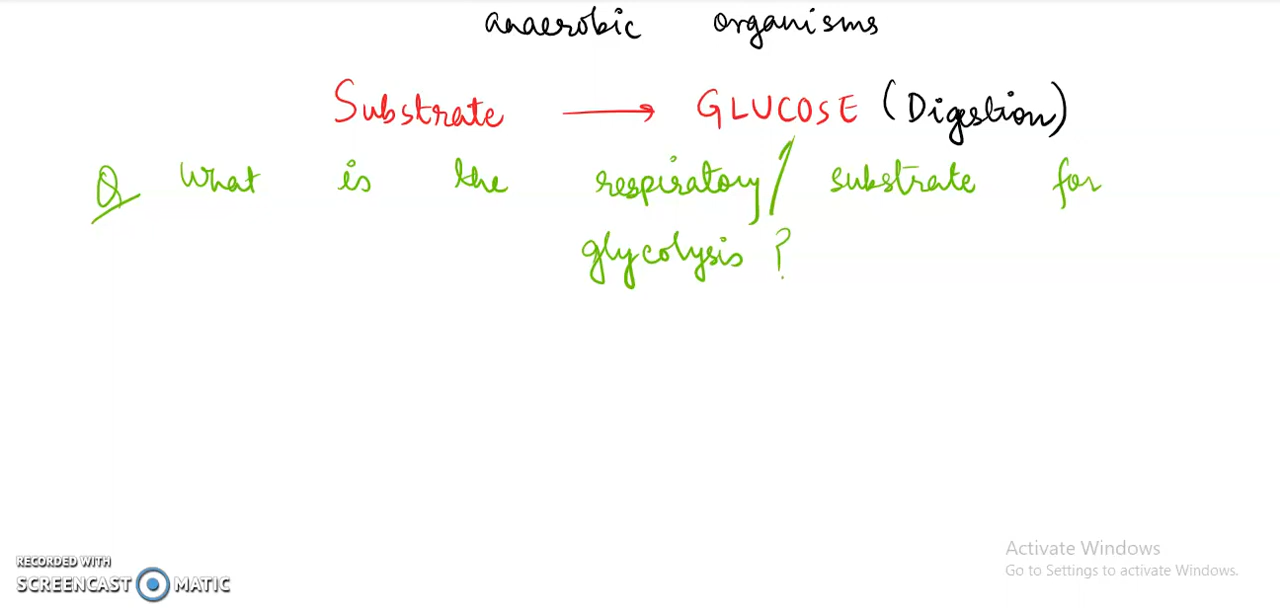 anaerobic organisms
Substrate → GLUCOSE (Digestion)
Q What is the respiratory/ substrate for
glycolysis ?
Activate Windows
Go to Settings to activate Windows.
RECORDED WITH
SCREENCAST MATIC